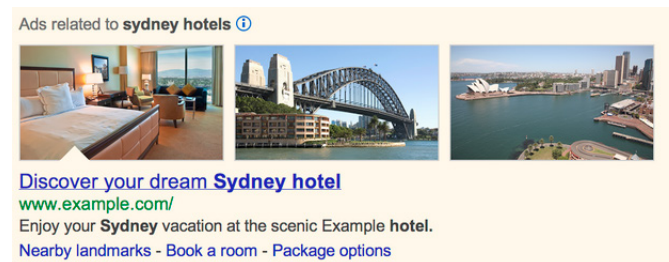 Ads related to sydney hotels
Discover your dream Sydney hotel
www.example.com/
Enjoy your Sydney vacation at the scenic Example hotel.
Nearby landmarks - Book a room - Package options